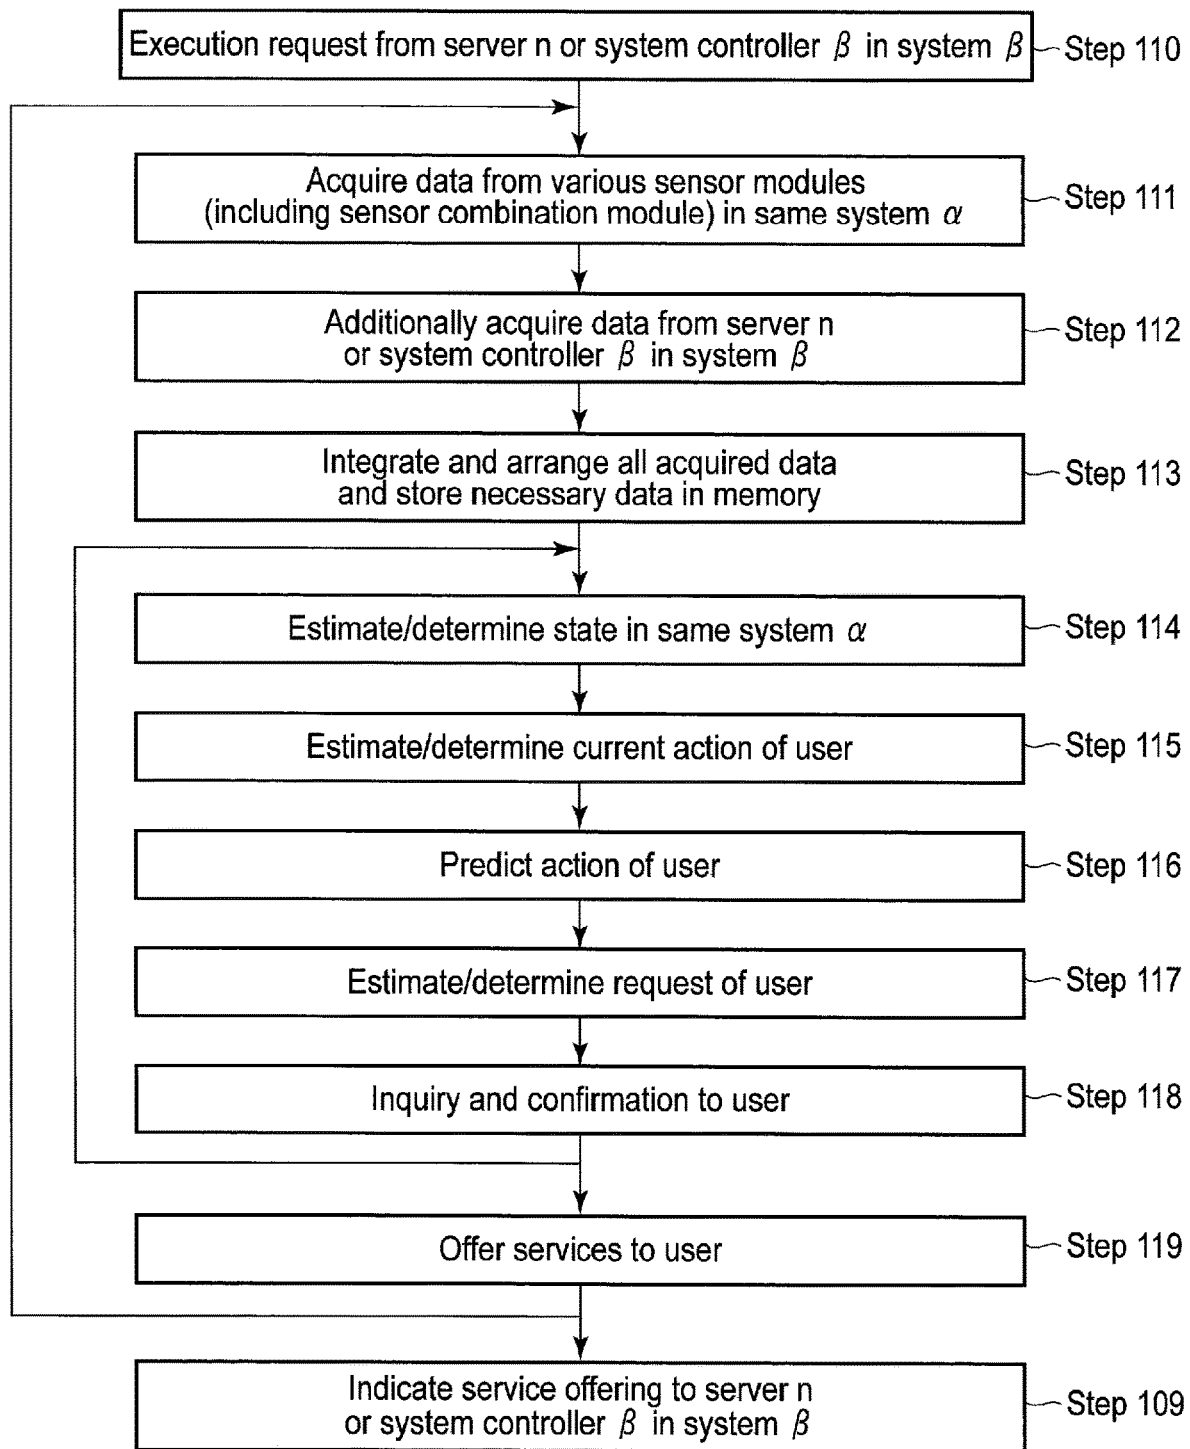 Execution request from server n or system controller β in system β
Step 110
Acquire data from various sensor modules
(including sensor combination module) in same system α
Step 111
Additionally acquire data from server n
or system controller β in system β
Step 112
Integrate and arrange all acquired data
and store necessary data in memory
Step 113
Estimate/determine state in same system α
Step 114
Estimate/determine current action of user
Step 115
Predict action of user
Step 116
Estimate/determine request of user
Step 117
Inquiry and confirmation to user
Step 118
Offer services to user
Step 119
Indicate service offering to server n
or system controller β in system β
Step 109